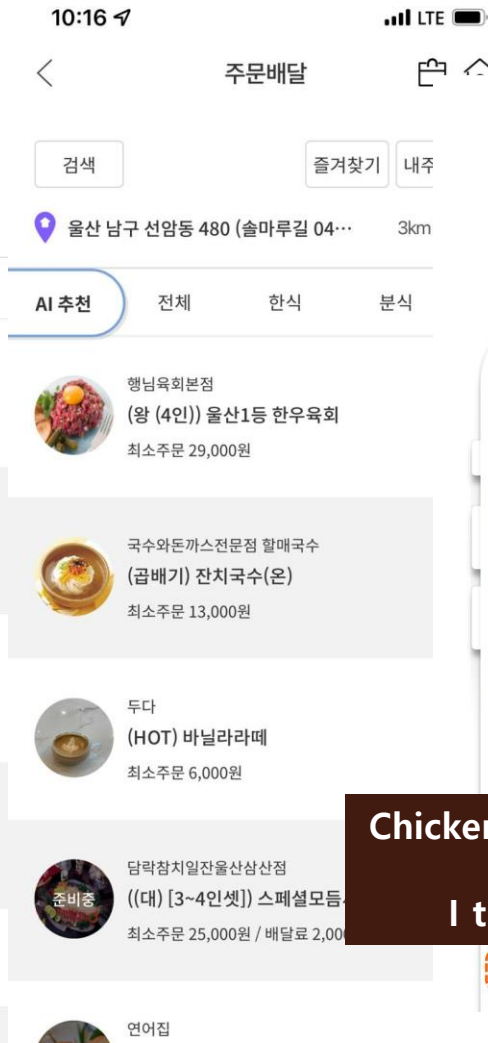 10:16
LTE
주문배달
검색
즐겨찾기
내주
울산 남구 선암동 480 (솔마루길 04…
3km
AI 추천
전체
한식
분식
행님육회본점
(왕 (4인)) 울산1등 한우육회
최소주문 29,000원
국수와돈까스전문점 할매국수
(곱배기) 잔치국수(온)
최소주문 13,000원
두다
(HOT) 바닐라라떼
최소주문 6,000원
준비중
담락참치일잔울산삼산점
((대) [3~4인셋]) 스페셜모듬
최소주문 25,000원 / 배달료 2,00
Chicken
I t
연어집